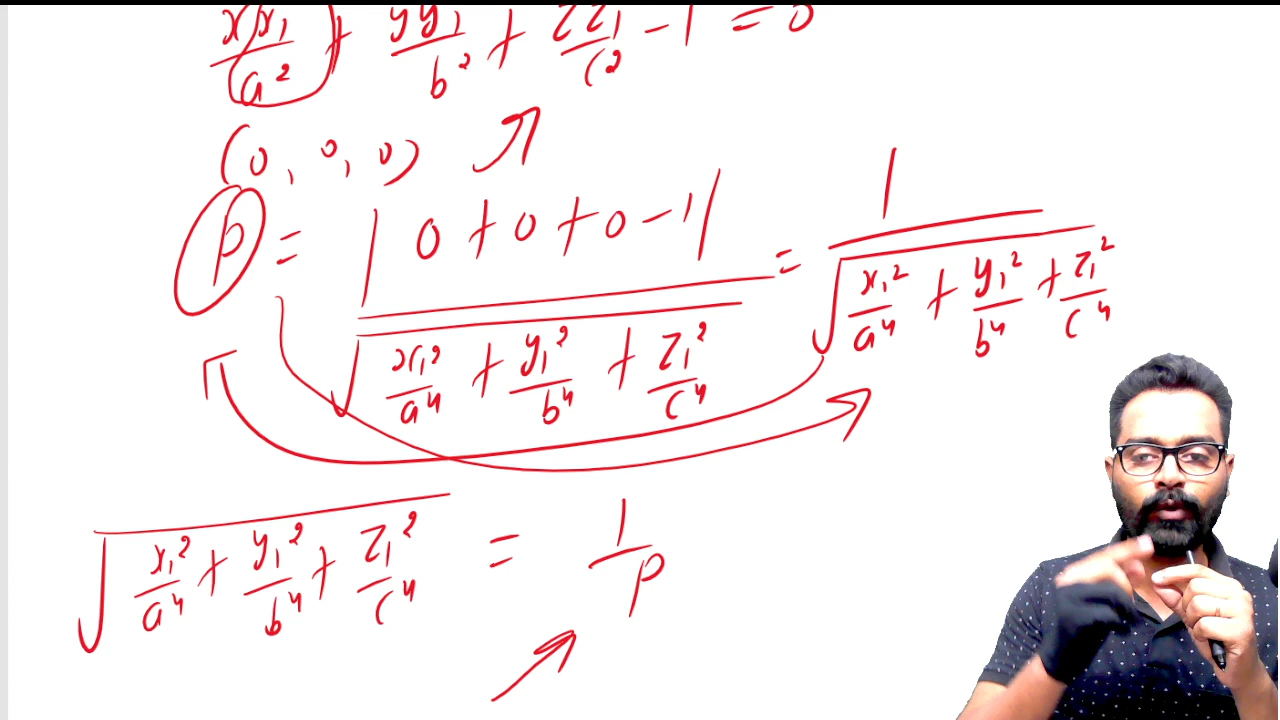 xx₁/a² + yy₁/b² + zz₁/c² - 1 = 0
(0, 0, 0)
p = |0 + 0 + 0 - 1| / √(x₁²/a⁴ + y₁²/b⁴ + z₁²/c⁴) = 1 / √(x₁²/a⁴ + y₁²/b⁴ + z₁²/c⁴)
√(x₁²/a⁴ + y₁²/b⁴ + z₁²/c⁴) = 1/p